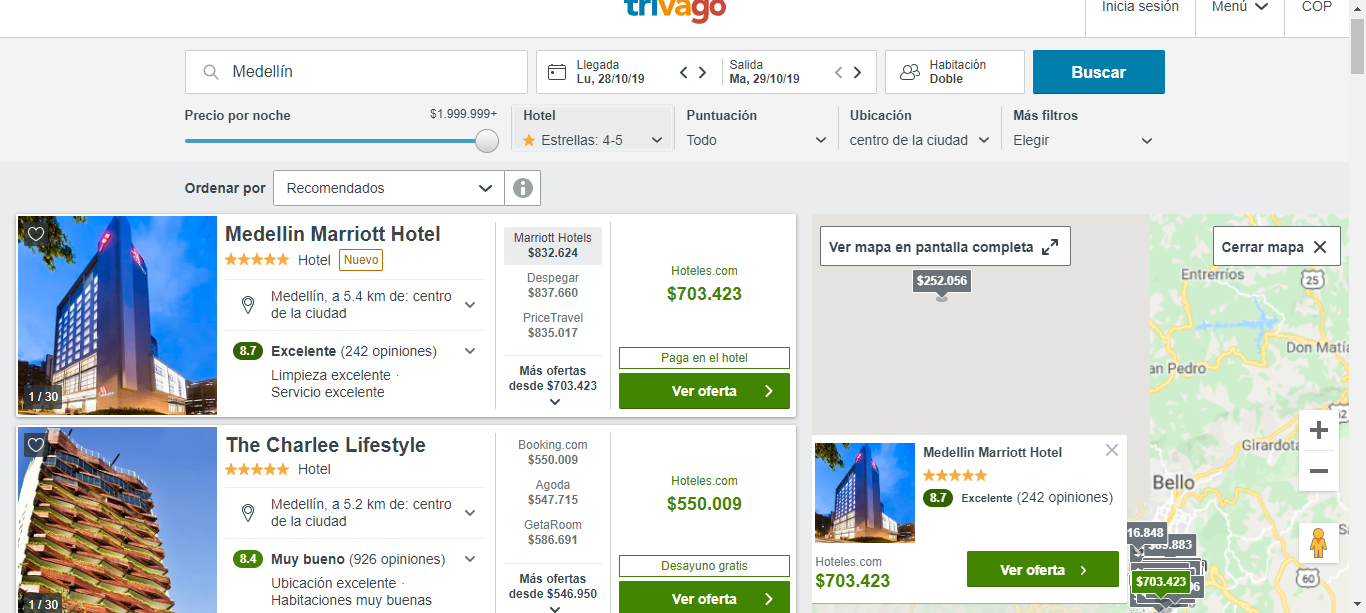 trivago
Inicia sesión
Menú
COP
Medellín
Llegada
Lu, 28/10/19
Salida
Ma, 29/10/19
Habitación
Doble
Buscar
Precio por noche
$1.999.999+
Hotel
Estrellas: 4-5
Puntuación
Todo
Ubicación
centro de la ciudad
Más filtros
Elegir
Ordenar por
Recomendados
Medellin Marriott Hotel
Hotel
Nuevo
Medellín, a 5.4 km de: centro
de la ciudad
8.7 Excelente (242 opiniones)
Limpieza excelente ·
Servicio excelente
1 / 30
Marriott Hotels
$832.624
Despegar
$837.660
PriceTravel
$835.017
Más ofertas
desde $703.423
Hoteles.com
$703.423
Paga en el hotel
Ver oferta
The Charlee Lifestyle
Hotel
Medellín, a 5.2 km de: centro
de la ciudad
8.4 Muy bueno (926 opiniones)
Ubicación excelente ·
Habitaciones muy buenas
1 / 30
Booking.com
$550.009
Agoda
$547.715
GetaRoom
$586.691
Más ofertas
desde $546.950
Hoteles.com
$550.009
Desayuno gratis
Ver oferta
Ver mapa en pantalla completa
Cerrar mapa
$252.056
Entrerríos
25
Don Matía
an Pedro
62
Girardota
Bello
Medellin Marriott Hotel
8.7 Excelente (242 opiniones)
Hoteles.com
$703.423
Ver oferta
16.848
$703.423
60